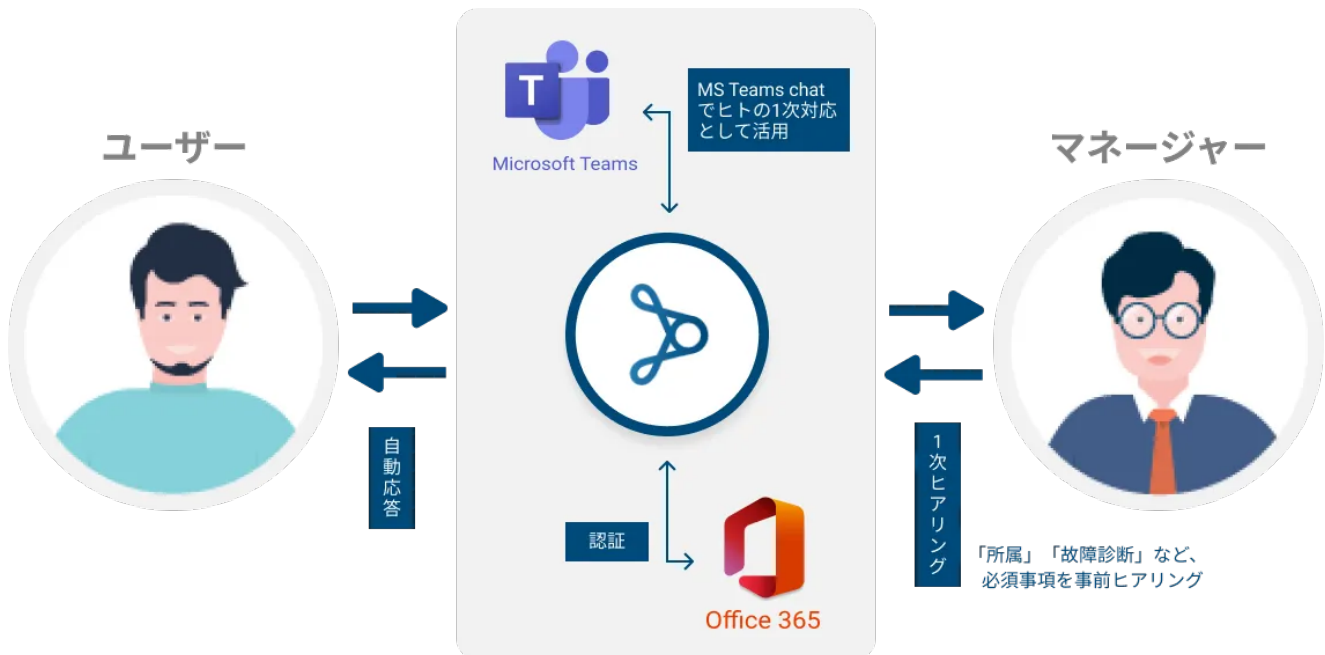 ユーザー
T
Microsoft Teams
MS Teams chat
でヒトの1次対応
として活用
マネージャー
自動応答
認証
Office 365
1次ヒアリング
「所属」「故障診断」など、
必須事項を事前ヒアリング